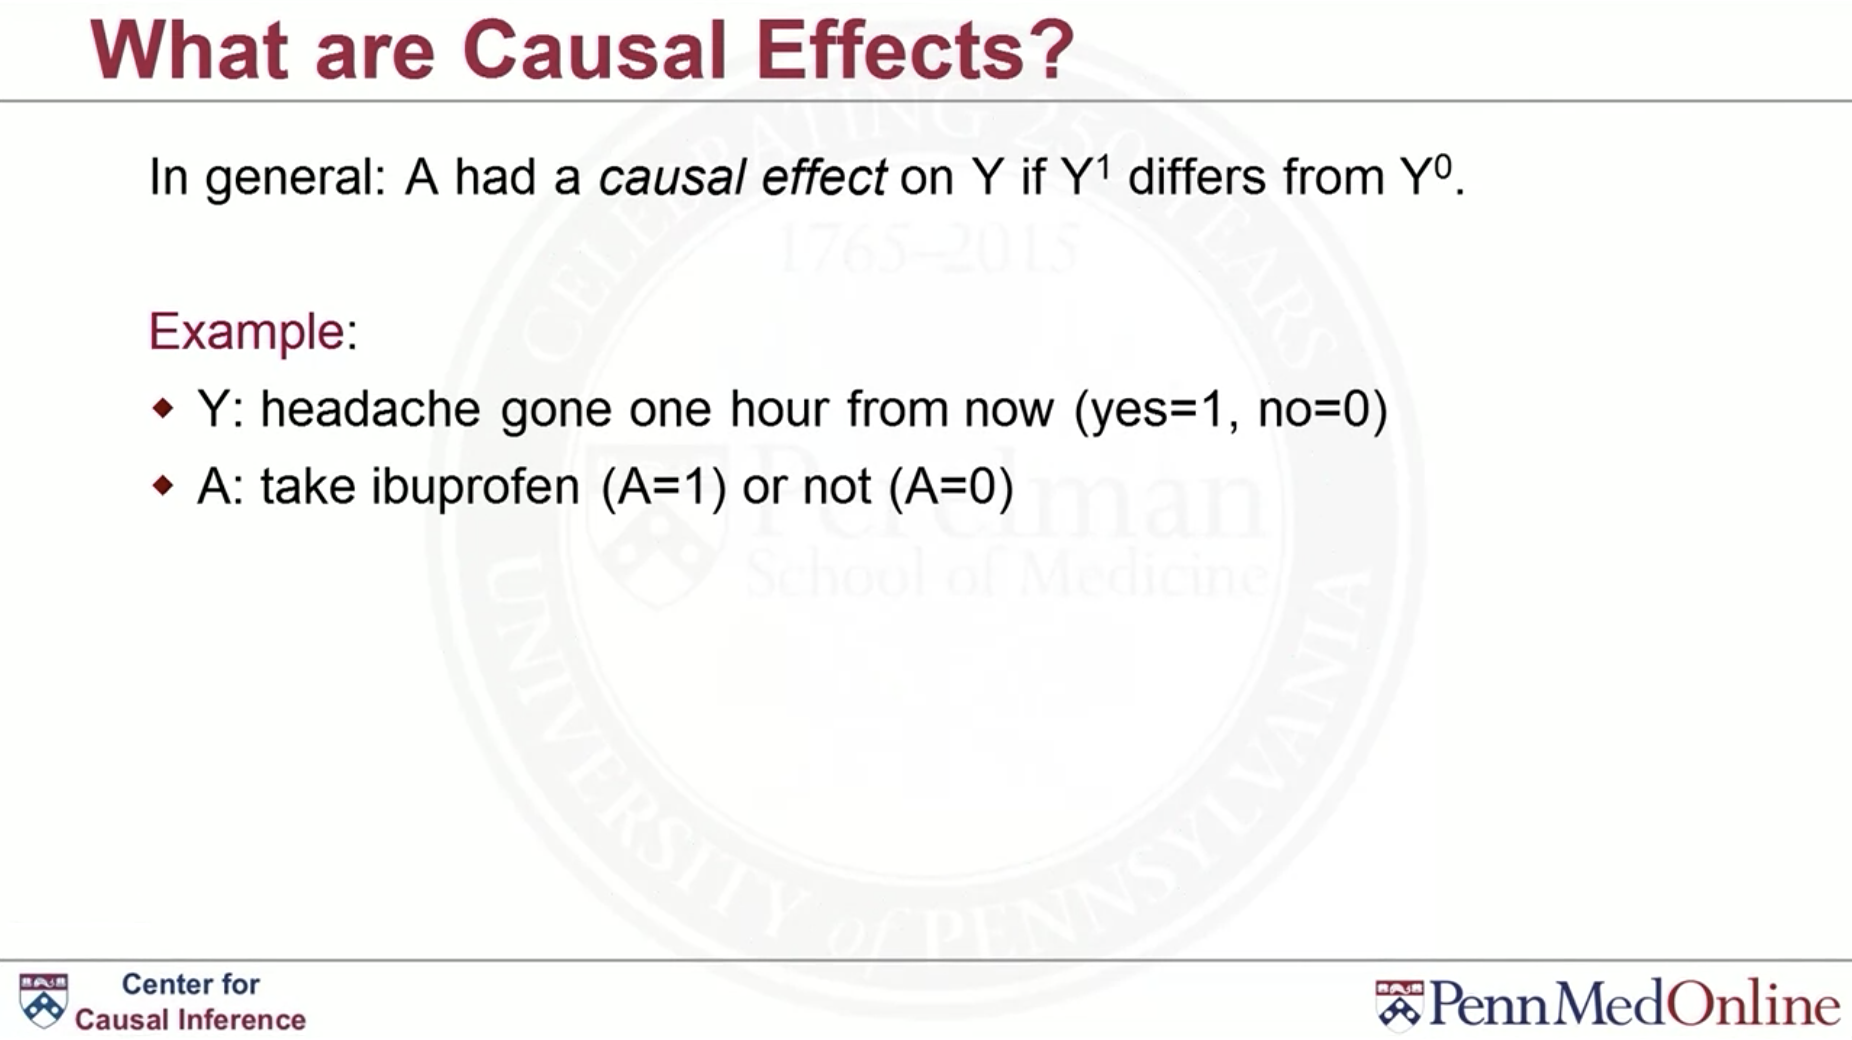 What are Causal Effects?
In general: A had a causal effect on Y if Y¹ differs from Y⁰.
Example:
◆ Y: headache gone one hour from now (yes=1, no=0)
◆ A: take ibuprofen (A=1) or not (A=0)
CELEBRATING 250 YEARS
1765–2015
Perelman
School of Medicine
UNIVERSITY of PENNSYLVANIA
Center for
Causal Inference
PennMedOnline